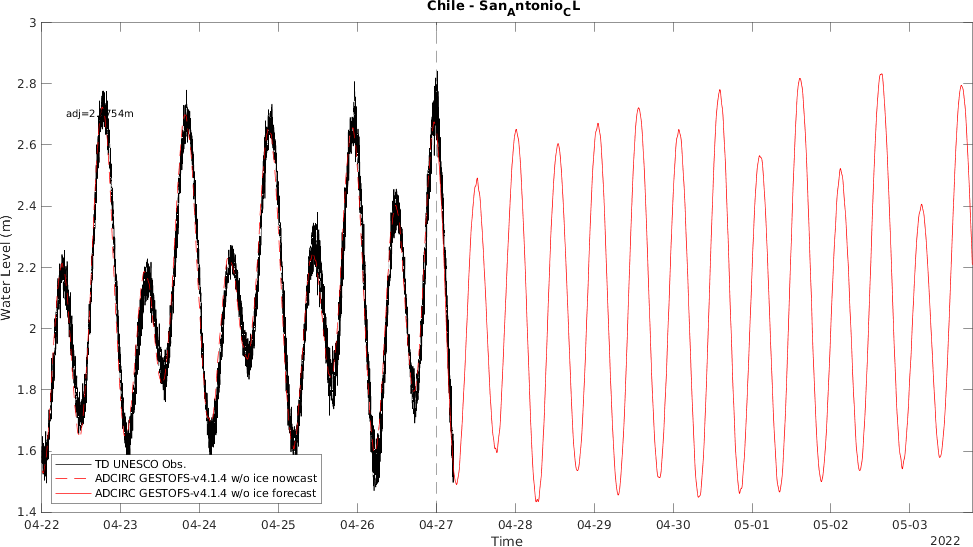 Chile - SanAntonioCL
3
2.8
2.6
2.4
2.2
2
1.8
1.6
1.4
Water Level (m)
TD UNESCO Obs.
ADCIRC GESTOFS-v4.1.4 w/o ice nowcast
ADCIRC GESTOFS-v4.1.4 w/o ice forecast
04-22 04-23 04-24 04-25 04-26 04-27 04-28 04-29 04-30 05-01 05-02 05-03
Time
2022